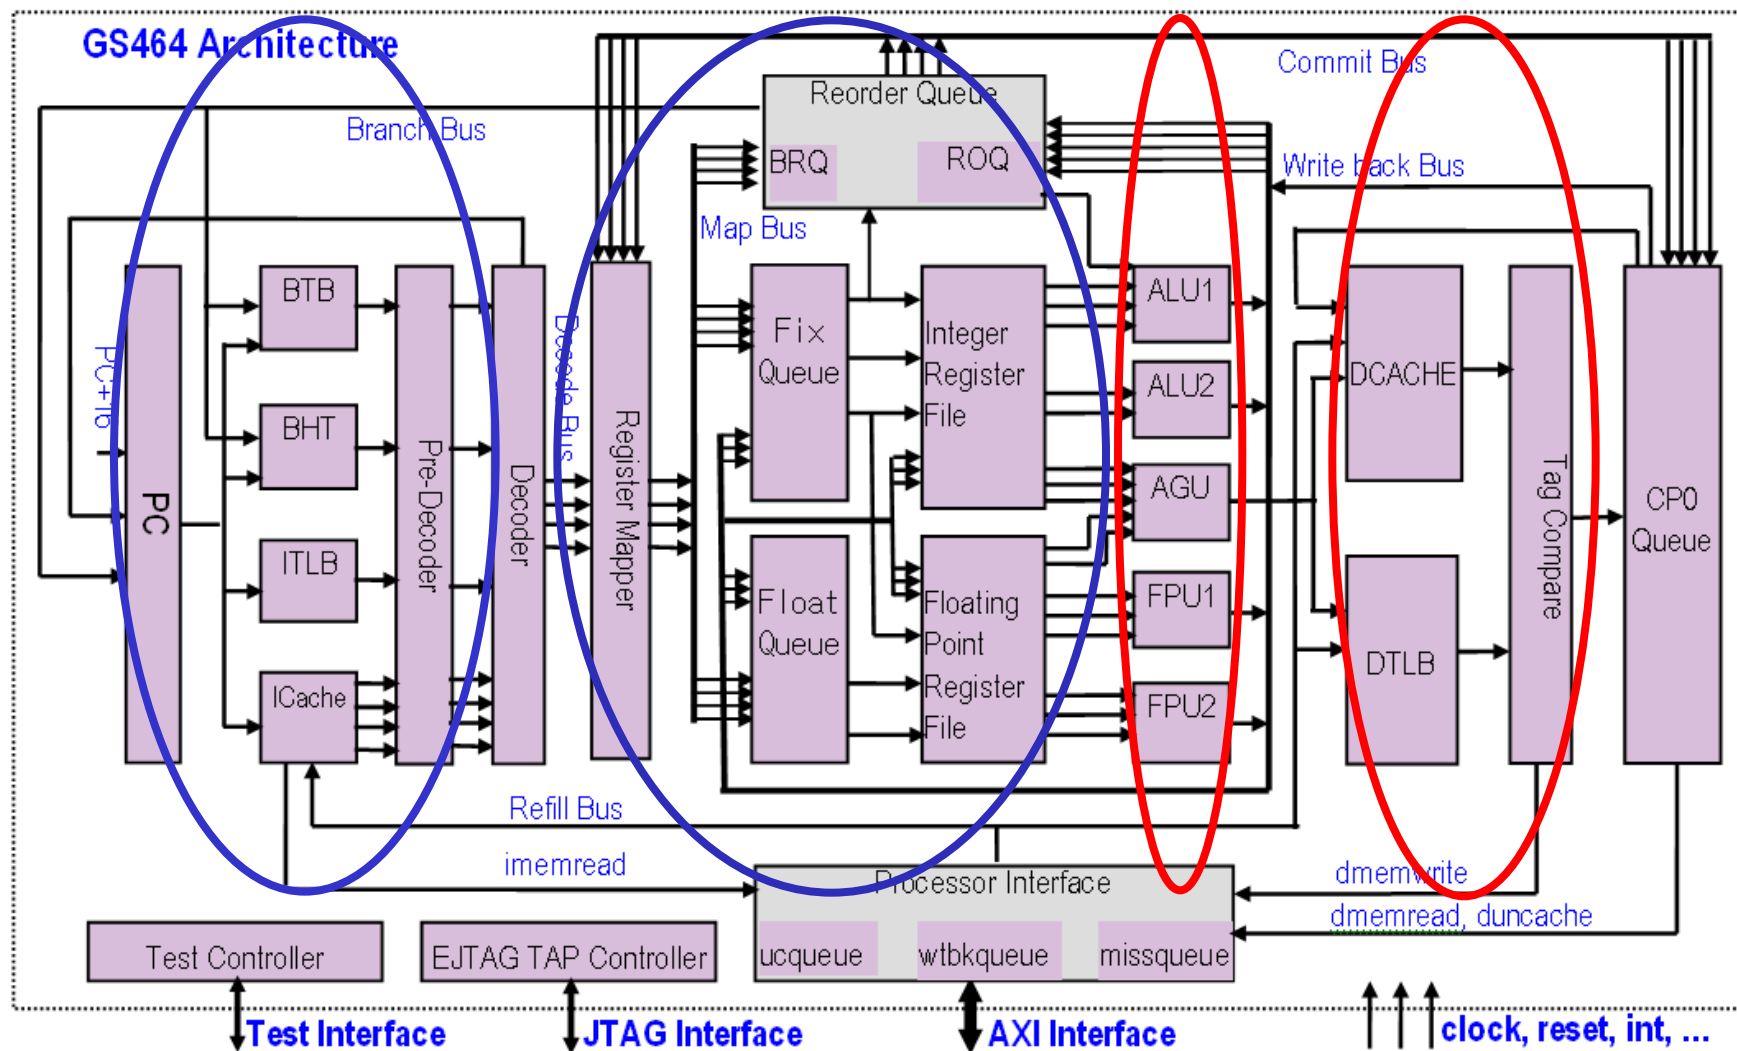 GS464 Architecture
Commit Bus
Reorder Queue
Branch Bus
BRQ
ROQ
Write back Bus
Map Bus
PC+16
PC
BTB
BHT
ITLB
ICache
Pre-Decoder
Decoder
Decode Bus
Register Mapper
Fix
Queue
Float
Queue
Integer
Register
File
Floating
Point
Register
File
ALU1
ALU2
AGU
FPU1
FPU2
DCACHE
DTLB
Tag Compare
CP0
Queue
Refill Bus
imemread
Processor Interface
dmemwrite
dmemread, duncache
Test Controller
EJTAG TAP Controller
ucqueue
wtbkqueue
missqueue
Test Interface
JTAG Interface
AXI Interface
clock, reset, int, ...